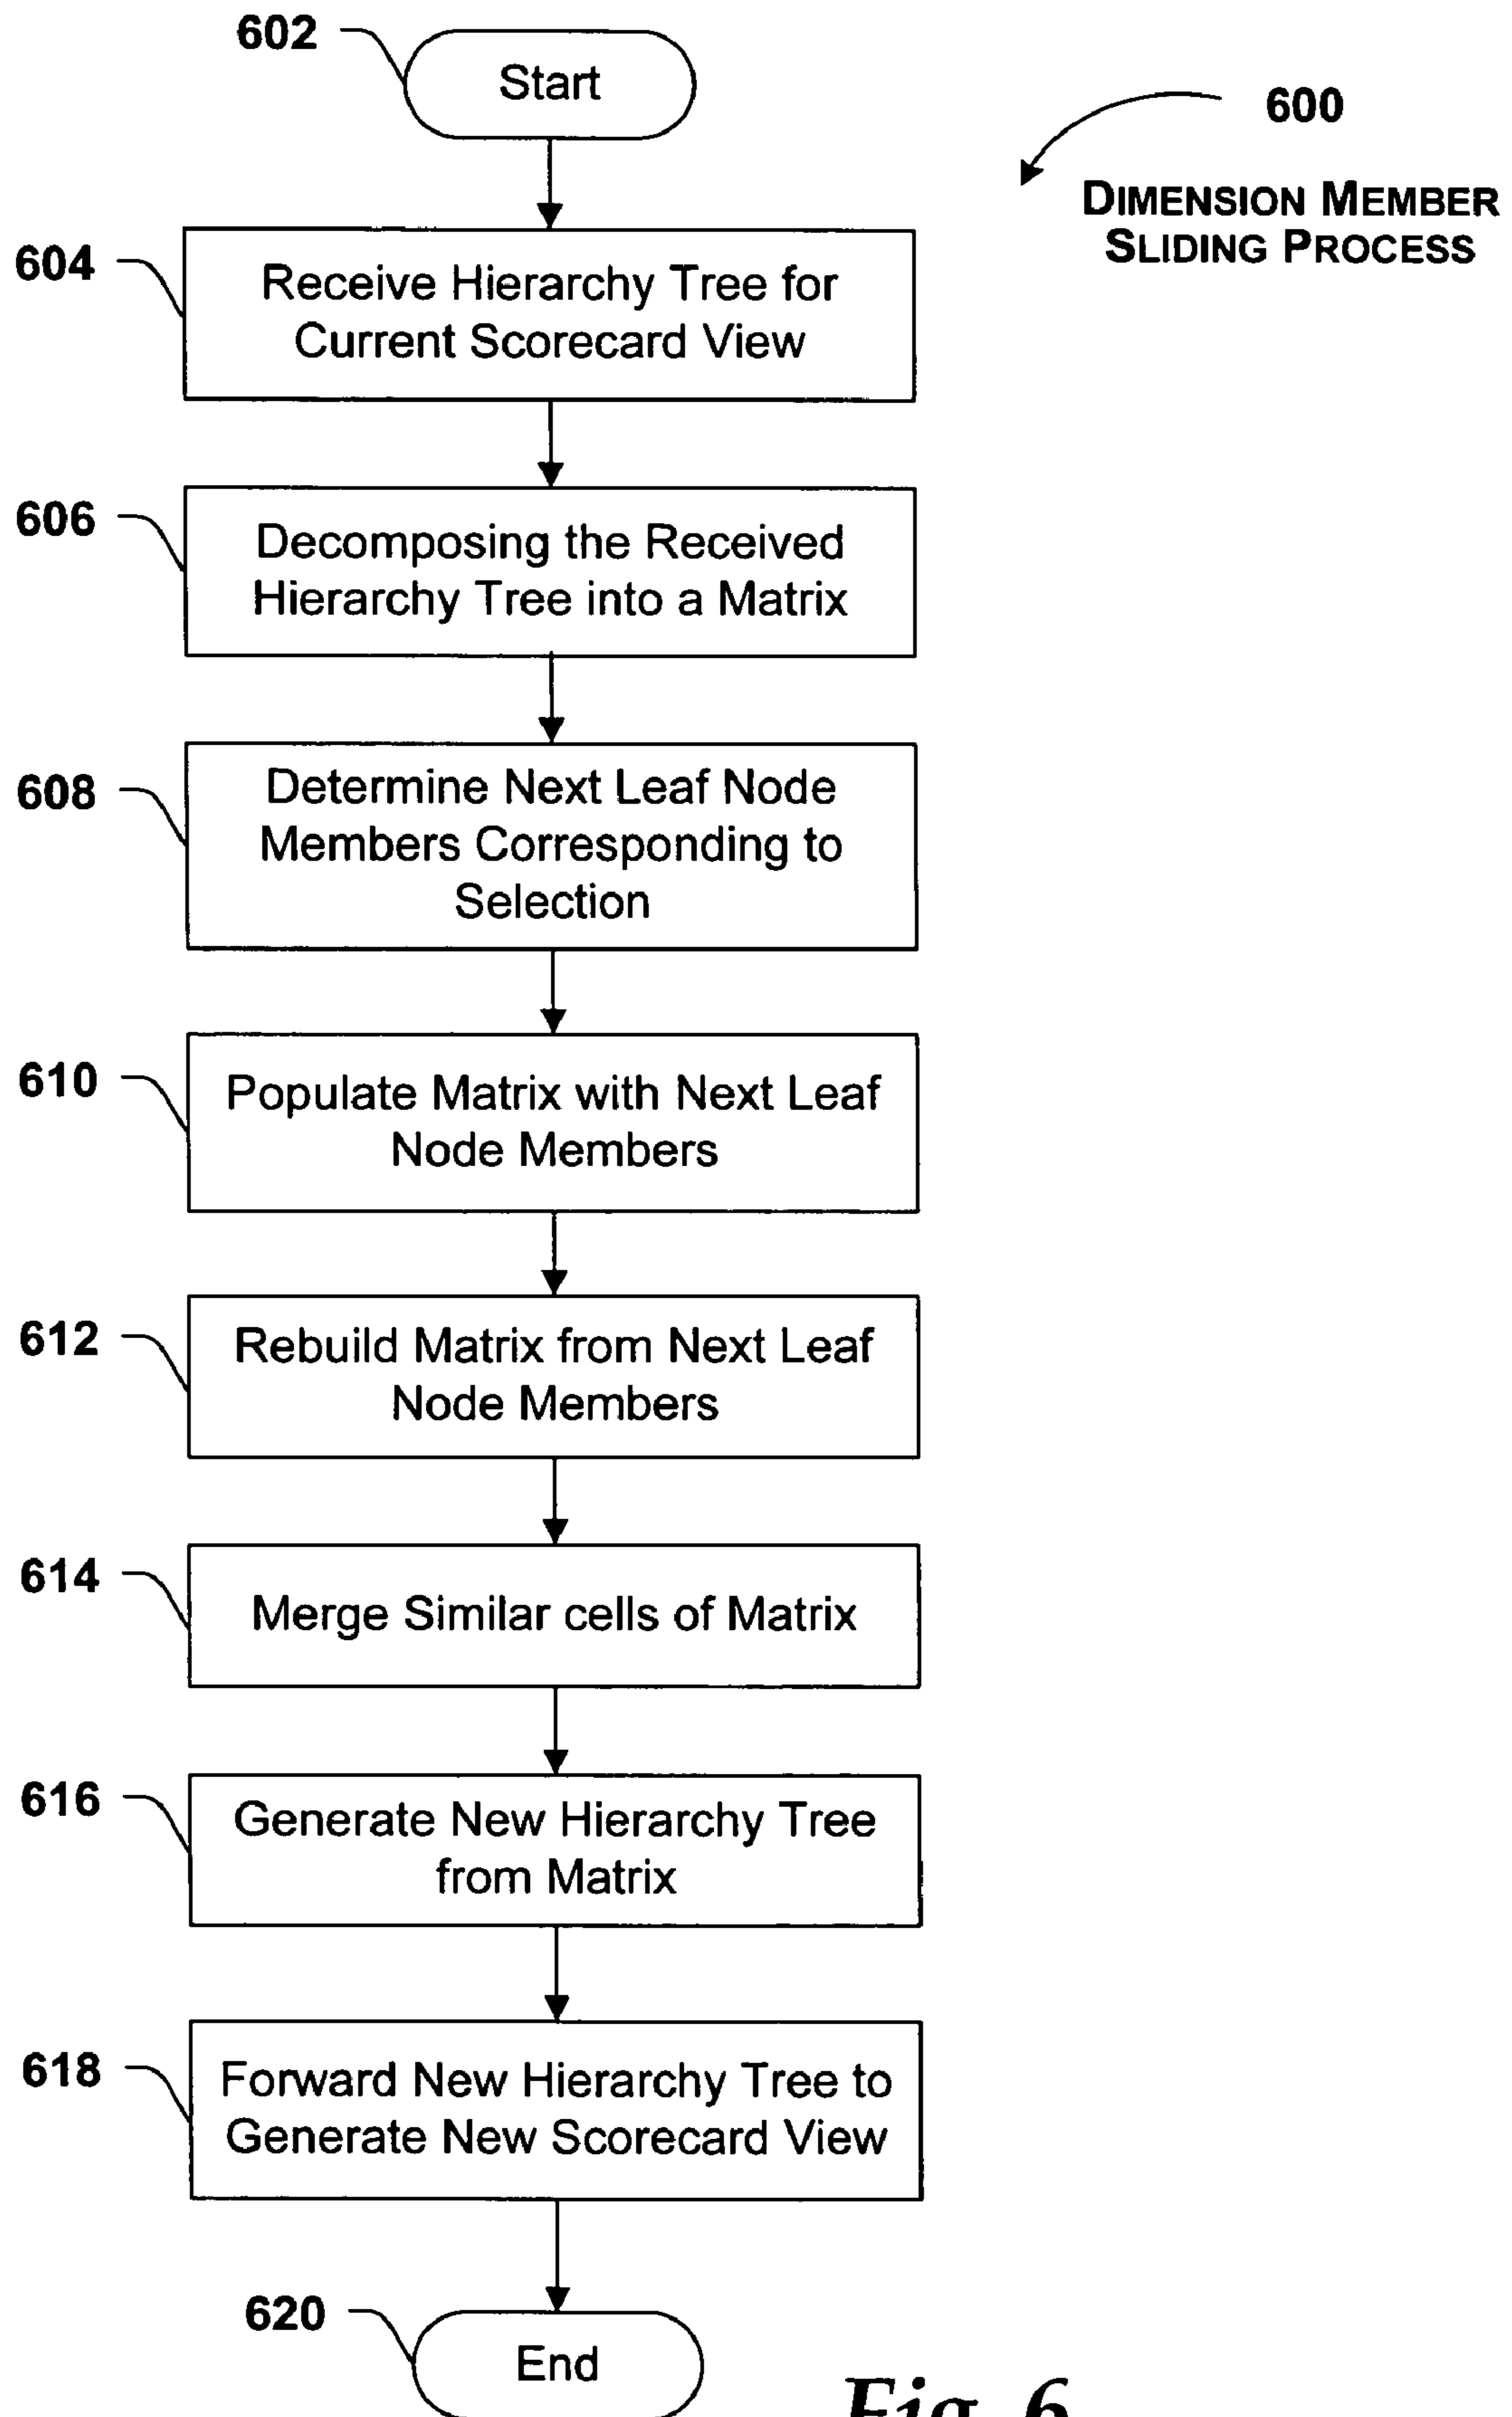 602
Start
600
DIMENSION MEMBER
SLIDING PROCESS
604
Receive Hierarchy Tree for
Current Scorecard View
606
Decomposing the Received
Hierarchy Tree into a Matrix
608
Determine Next Leaf Node
Members Corresponding to
Selection
610
Populate Matrix with Next Leaf
Node Members
612
Rebuild Matrix from Next Leaf
Node Members
614
Merge Similar cells of Matrix
616
Generate New Hierarchy Tree
from Matrix
618
Forward New Hierarchy Tree to
Generate New Scorecard View
620
End
Fig. 6